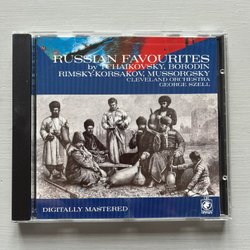 RUSSIAN FAVOURITES
by TCHAIKOVSKY, BORODIN
RIMSKY-KORSAKOV, MUSSORGSKY
CLEVELAND ORCHESTRA
GEORGE SZELL
DIGITALLY MASTERED